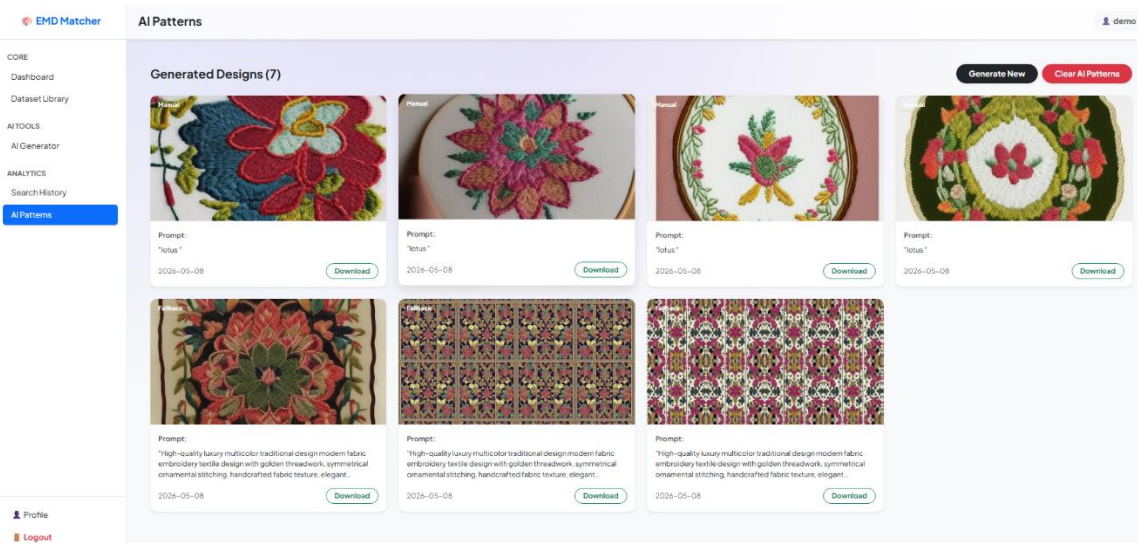 EMD Matcher
AI Patterns
demo
CORE
Dashboard
Dataset Library
AI TOOLS
AI Generator
ANALYTICS
Search History
AI Patterns
Profile
Logout
Generated Designs (7)
Generate New
Clear AI Patterns
Manual
Prompt:
"lotus "
2026-05-08
Download
Manual
Prompt:
"lotus "
2026-05-08
Download
Manual
Prompt:
"lotus "
2026-05-08
Download
Manual
Prompt:
"lotus "
2026-05-08
Download
Fallback
Prompt:
"High-quality luxury multicolor traditional design modern fabric
embroidery textile design with golden threadwork, symmetrical
ornamental stitching, handcrafted fabric texture, elegant...
2026-05-08
Download
Fallback
Prompt:
"High-quality luxury multicolor traditional design modern fabric
embroidery textile design with golden threadwork, symmetrical
ornamental stitching, handcrafted fabric texture, elegant...
2026-05-08
Download
Fallback
Prompt:
"High-quality luxury multicolor traditional design modern fabric
embroidery textile design with golden threadwork, symmetrical
ornamental stitching, handcrafted fabric texture, elegant...
2026-05-08
Download